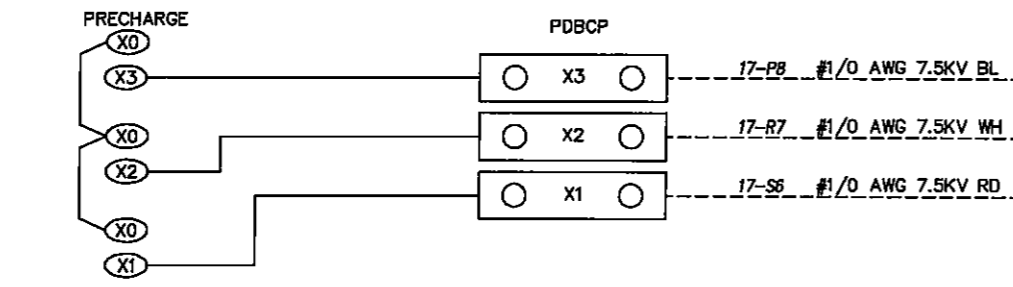 PRECHARGE
PDBCP
X0
X3
X3
17-P8 #1/0 AWG 7.5KV BL
X0
X2
17-R7 #1/0 AWG 7.5KV WH
X2
X1
17-S6 #1/0 AWG 7.5KV RD
X0
X1